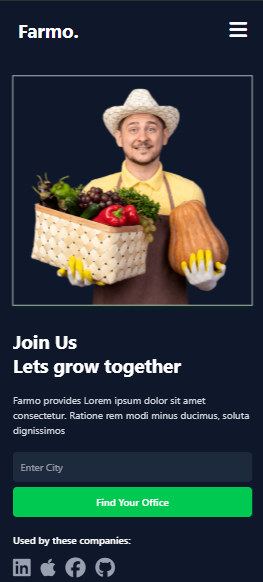 Farmo.
Join Us
Lets grow together
Farmo provides Lorem ipsum dolor sit amet
consectetur. Ratione rem modi minus ducimus, soluta
dignissimos
Enter City
Find Your Office
Used by these companies: